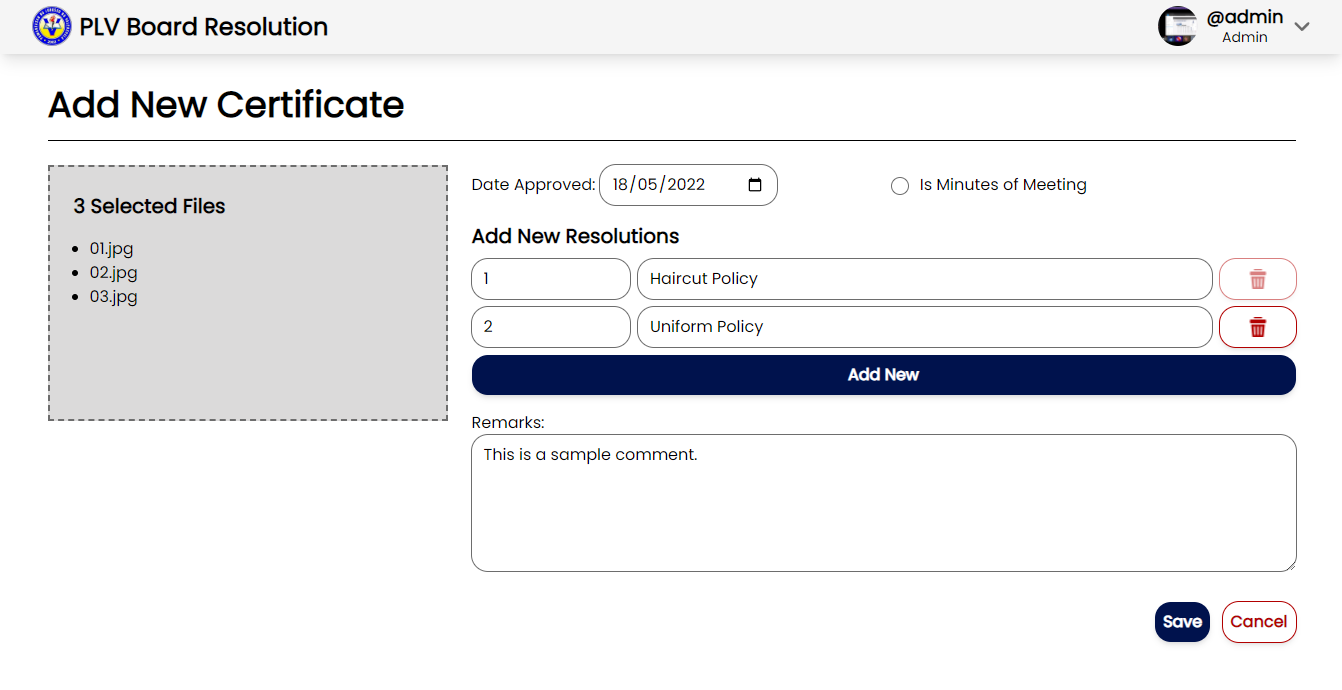 PLV Board Resolution
@admin
Admin
Add New Certificate
3 Selected Files
01.jpg
02.jpg
03.jpg
Date Approved: 18/05/2022
Is Minutes of Meeting
Add New Resolutions
1 Haircut Policy
2 Uniform Policy
Add New
Remarks:
This is a sample comment.
Save Cancel